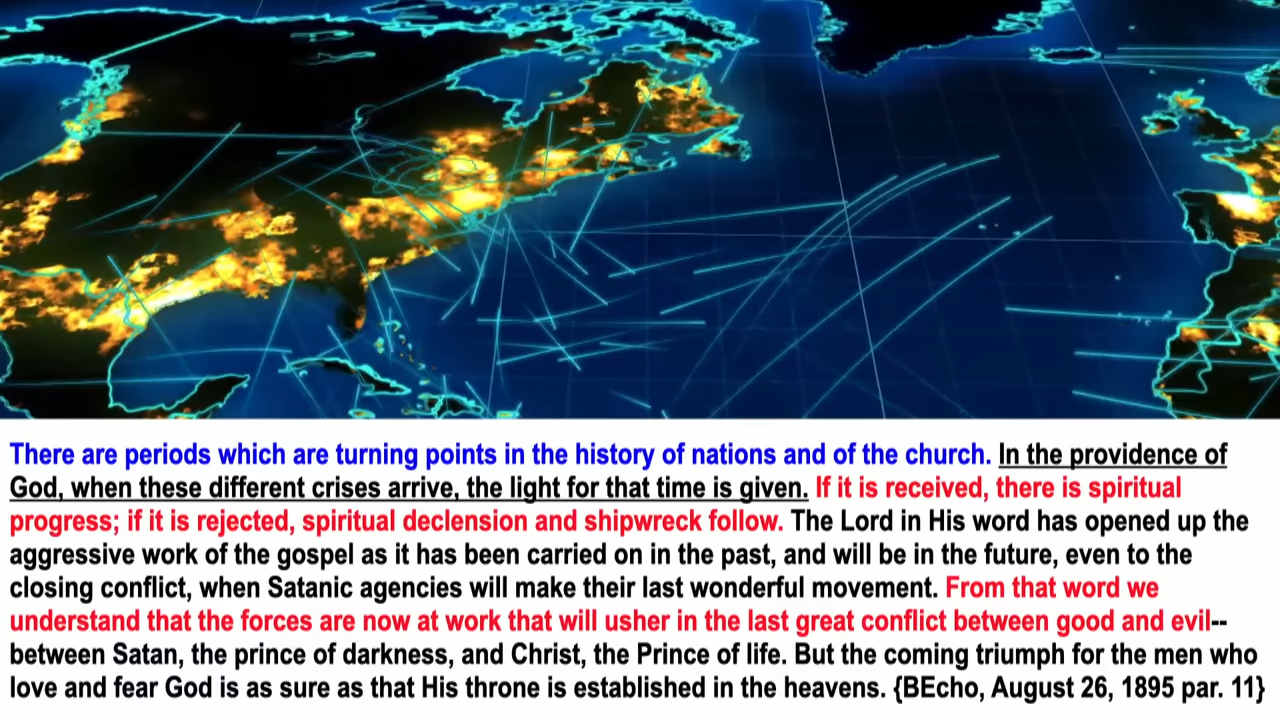 There are periods which are turning points in the history of nations and of the church. In the providence of
God, when these different crises arrive, the light for that time is given. If it is received, there is spiritual
progress; if it is rejected, spiritual declension and shipwreck follow. The Lord in His word has opened up the
aggressive work of the gospel as it has been carried on in the past, and will be in the future, even to the
closing conflict, when Satanic agencies will make their last wonderful movement. From that word we
understand that the forces are now at work that will usher in the last great conflict between good and evil--
between Satan, the prince of darkness, and Christ, the Prince of life. But the coming triumph for the men who
love and fear God is as sure as that His throne is established in the heavens. {BEcho, August 26, 1895 par. 11}